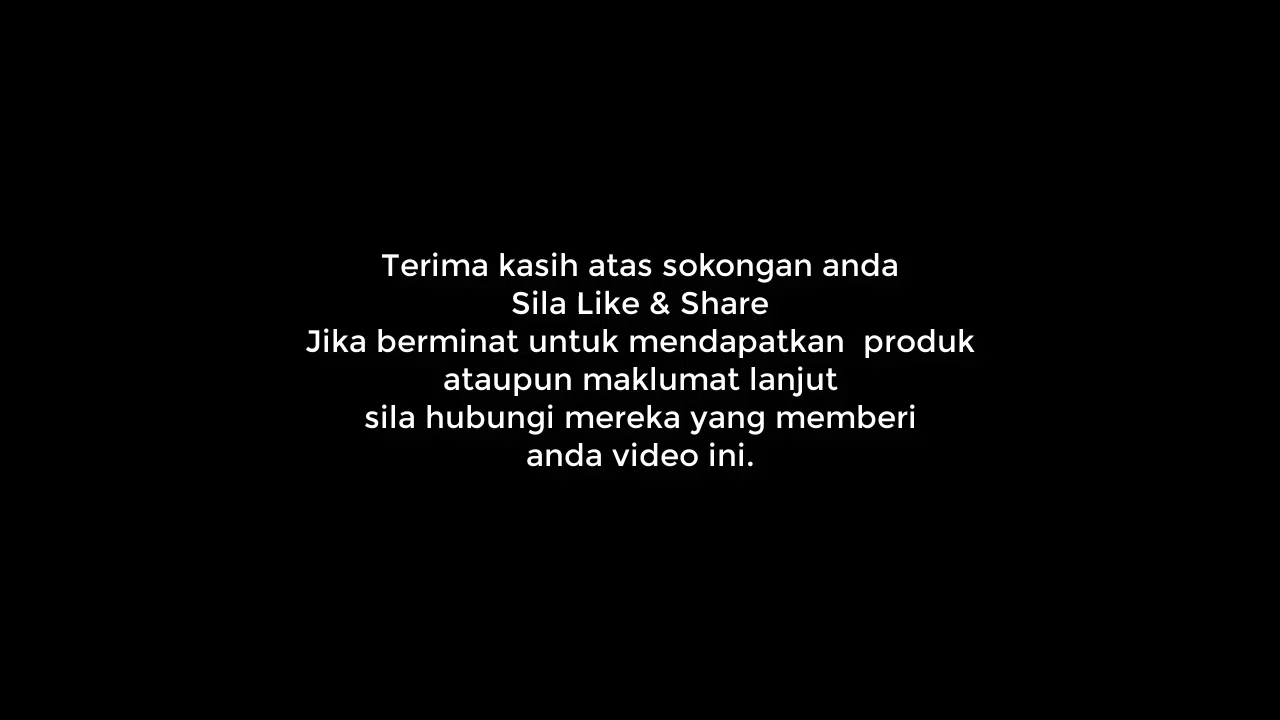 Terima kasih atas sokongan anda
Sila Like & Share
Jika berminat untuk mendapatkan  produk
ataupun maklumat lanjut
sila hubungi mereka yang memberi
anda video ini.